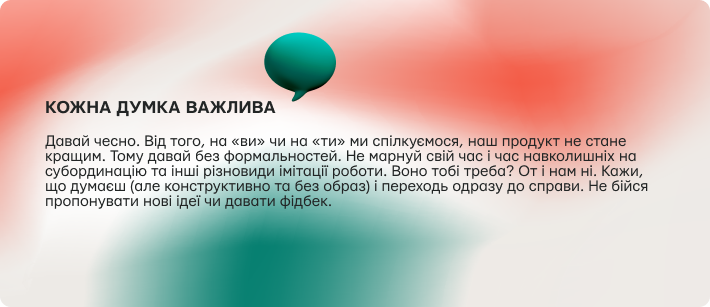 КОЖНА ДУМКА ВАЖЛИВА
Давай чесно. Від того, на «ви» чи на «ти» ми спілкуємося, наш продукт не стане
кращим. Тому давай без формальностей. Не марнуй свій час і час навколишніх на
субординацію та інші різновиди імітації роботи. Воно тобі треба? От і нам ні. Кажи,
що думаєш (але конструктивно та без образ) і переходь одразу до справи. Не бійся
пропонувати нові ідеї чи давати фідбек.